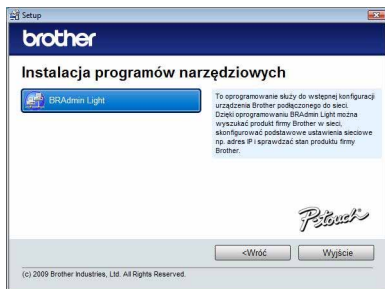 Setup
brother
Instalacja programów narzędziowych
BRAdmin Light
To oprogramowanie służy do wstępnej konfiguracji
urządzenia Brother podłączonego do sieci.
Dzięki oprogramowaniu BRAdmin Light można
wyszukać produkt firmy Brother w sieci,
skonfigurować podstawowe ustawienia sieciowe
np. adres IP i sprawdzać stan produktu firmy
Brother.
P-touch
<Wróć
Wyjście
(c) 2009 Brother Industries, Ltd. All Rights Reserved.